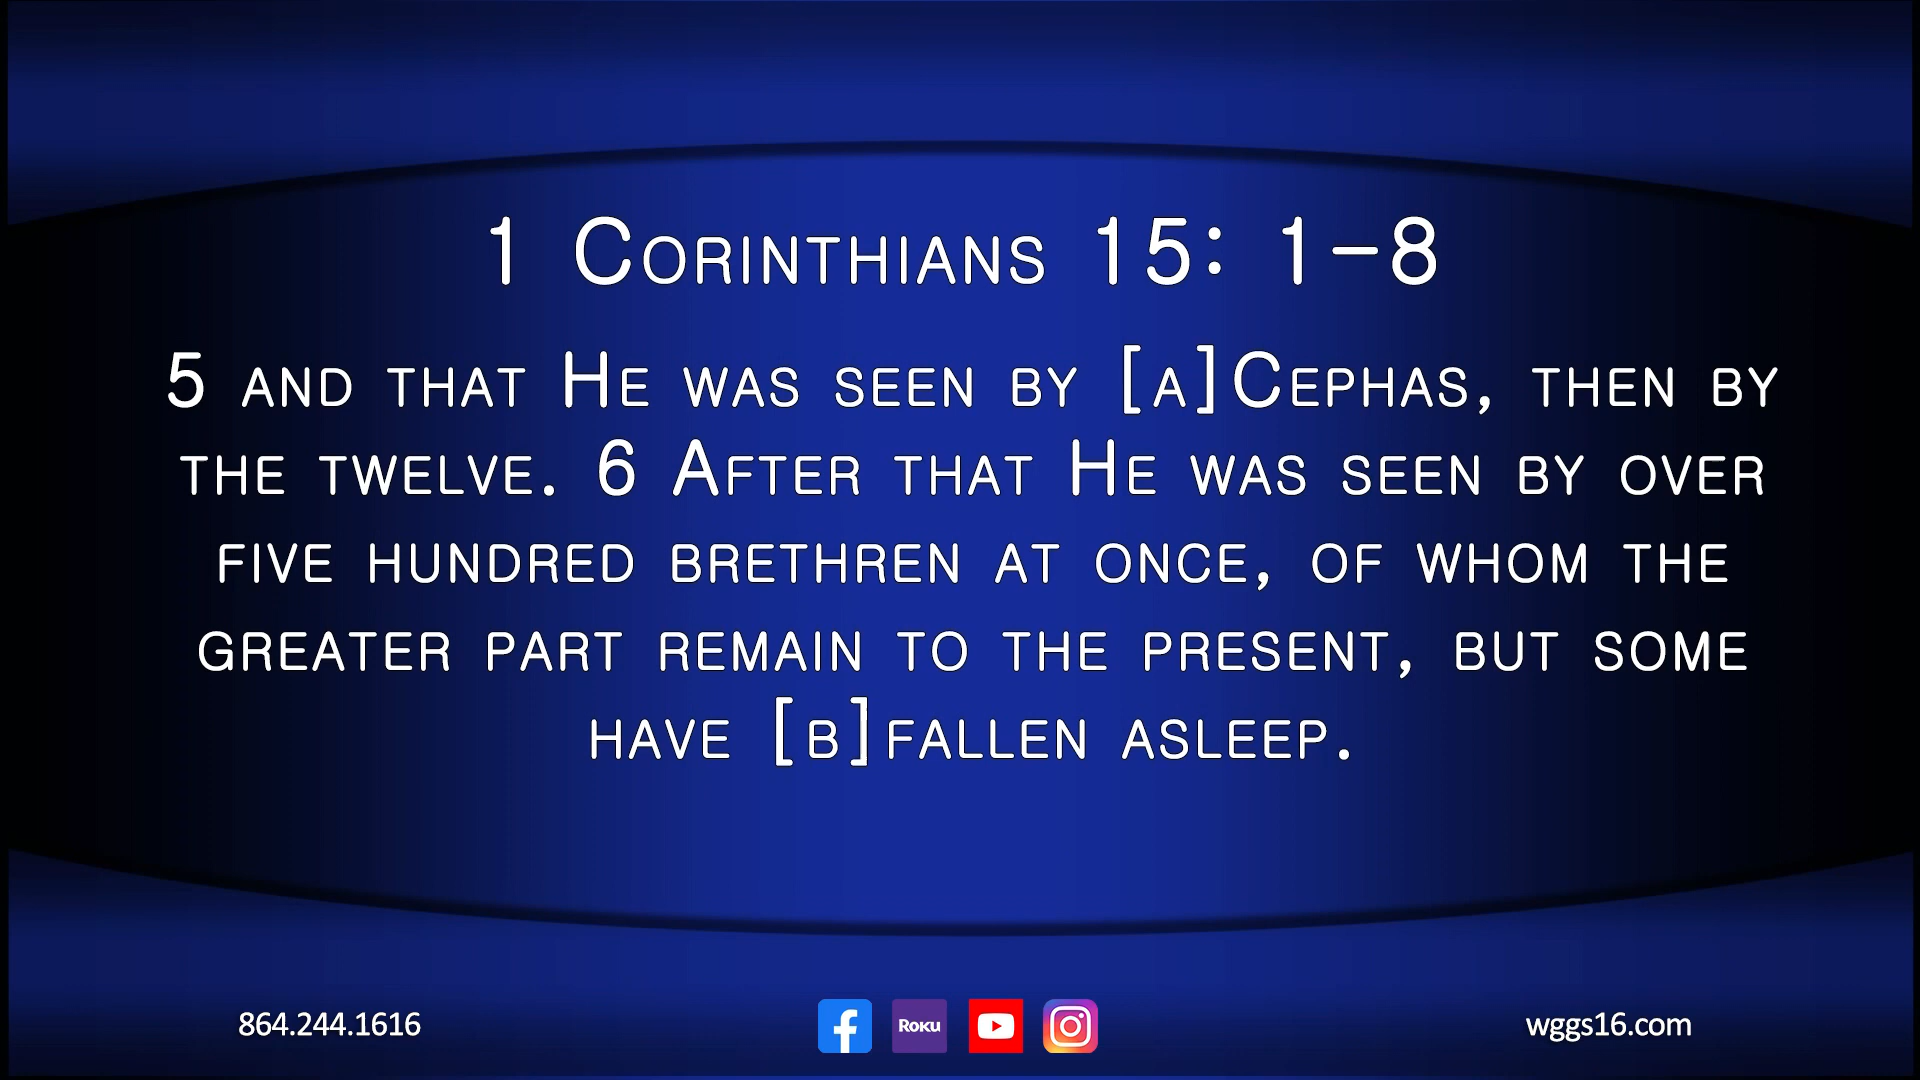 1 Corinthians 15: 1-8
5 and that He was seen by [a]Cephas, then by
the twelve. 6 After that He was seen by over
five hundred brethren at once, of whom the
greater part remain to the present, but some
have [b]fallen asleep.
864.244.1616
Roku
wggs16.com